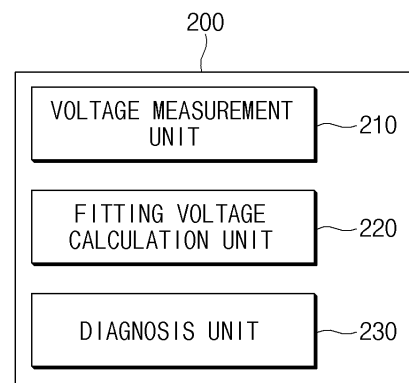 200
VOLTAGE MEASUREMENT
UNIT
210
FITTING VOLTAGE
CALCULATION UNIT
220
DIAGNOSIS UNIT
230